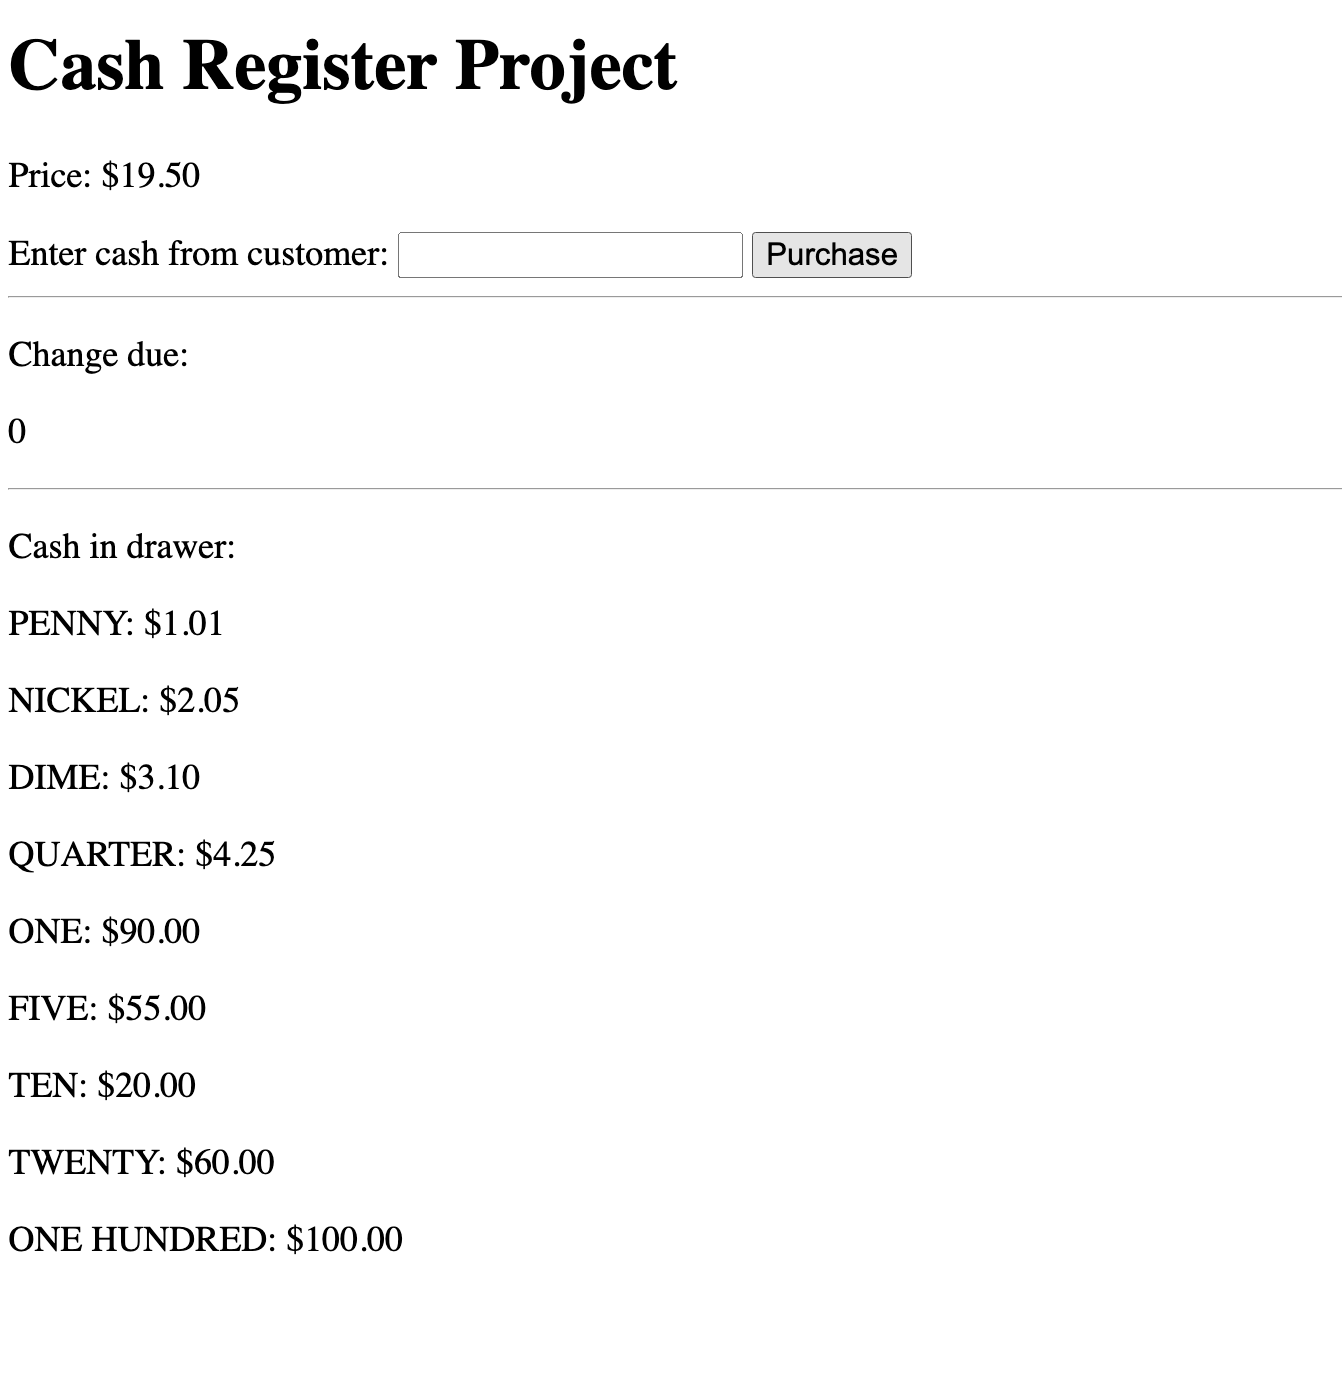 Cash Register Project
Price: $19.50
Enter cash from customer: Purchase
Change due:
0
Cash in drawer:
PENNY: $1.01
NICKEL: $2.05
DIME: $3.10
QUARTER: $4.25
ONE: $90.00
FIVE: $55.00
TEN: $20.00
TWENTY: $60.00
ONE HUNDRED: $100.00